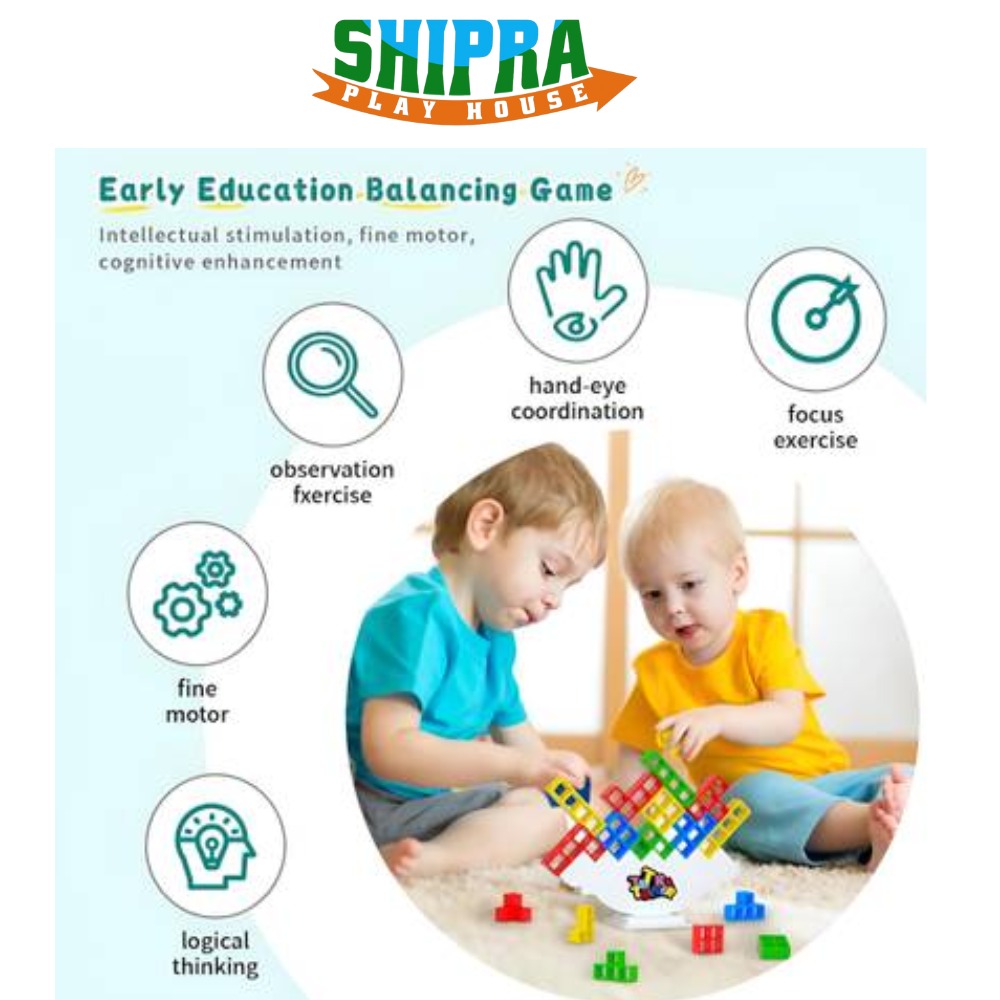 SHIPRA
PLAY HOUSE
Early Education Balancing Game
Intellectual stimulation, fine motor,
cognitive enhancement
hand-eye
coordination
focus
exercise
observation
fxercise
fine
motor
logical
thinking